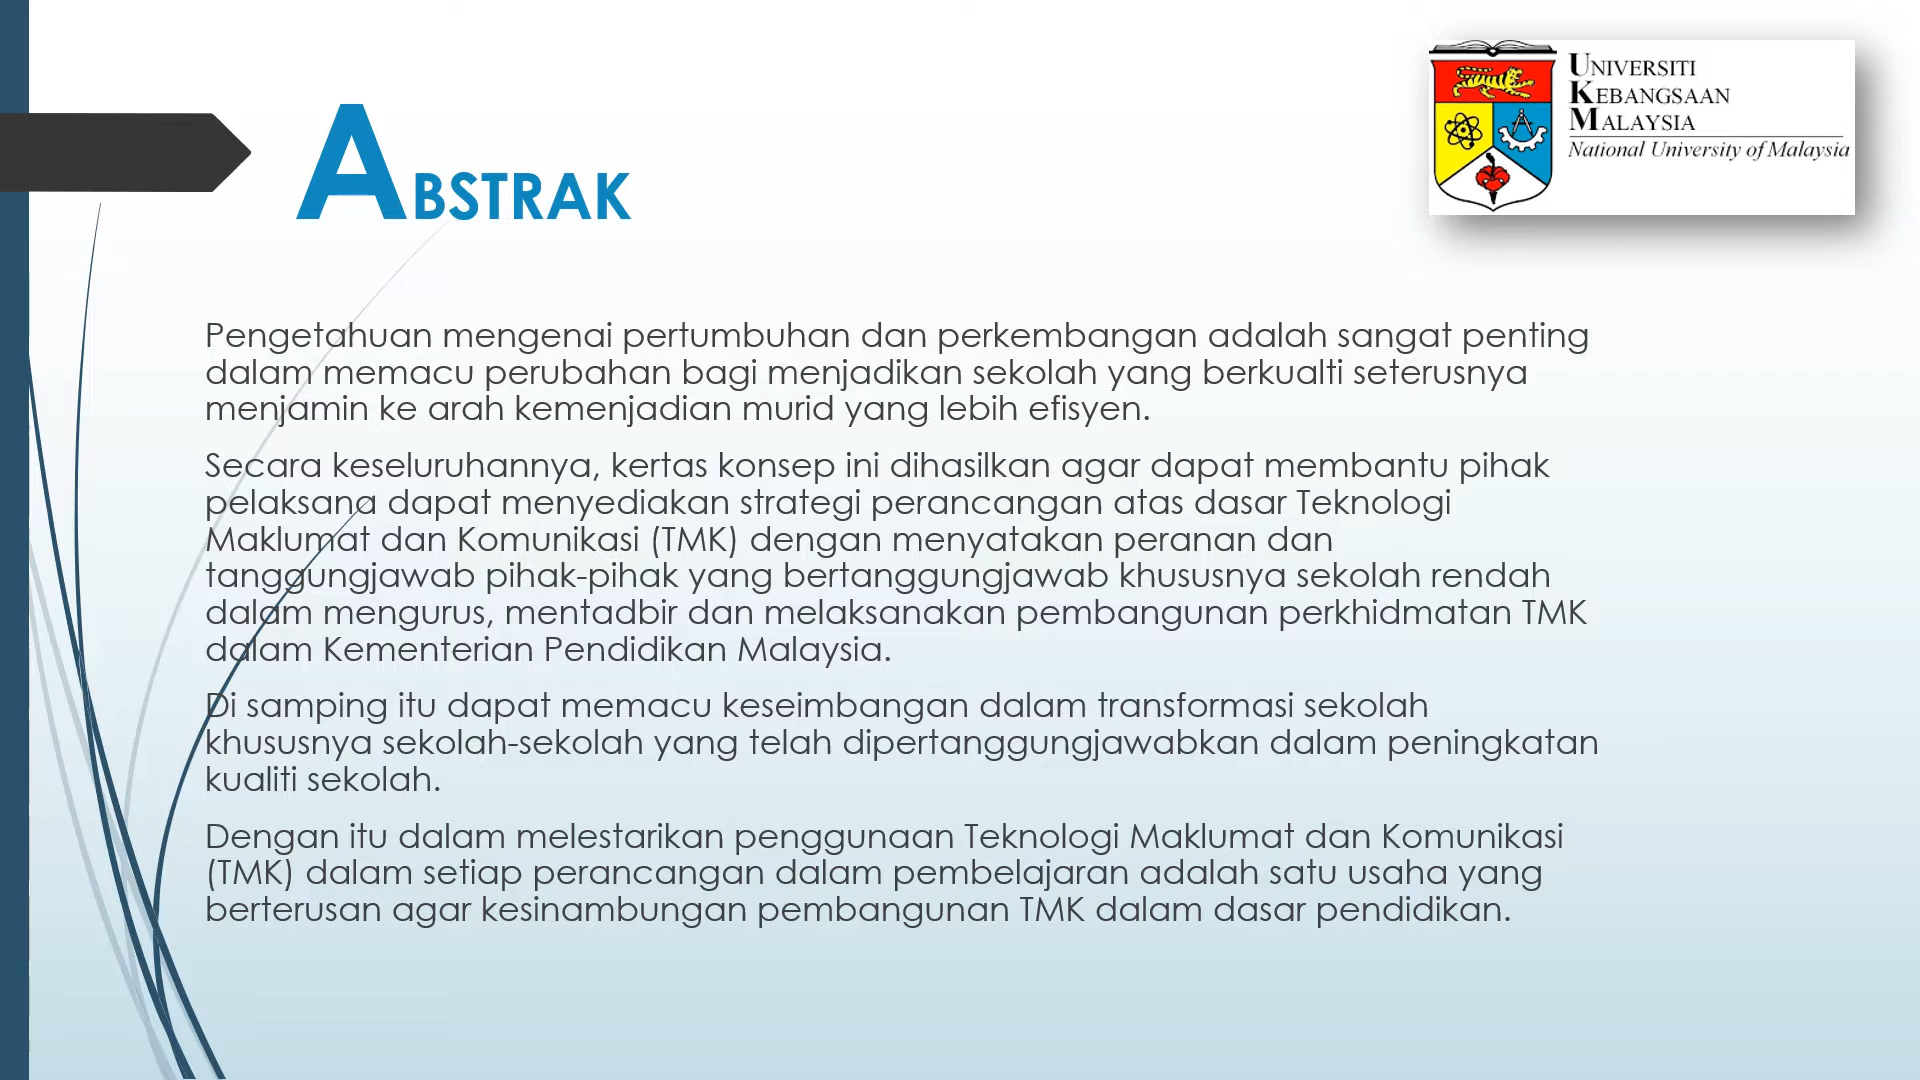 ABSTRAK
UNIVERSITI
KEBANGSAAN
MALAYSIA
National University of Malaysia
Pengetahuan mengenai pertumbuhan dan perkembangan adalah sangat penting
dalam memacu perubahan bagi menjadikan sekolah yang berkualti seterusnya
menjamin ke arah kemenjadian murid yang lebih efisyen.
Secara keseluruhannya, kertas konsep ini dihasilkan agar dapat membantu pihak
pelaksana dapat menyediakan strategi perancangan atas dasar Teknologi
Maklumat dan Komunikasi (TMK) dengan menyatakan peranan dan
tanggungjawab pihak-pihak yang bertanggungjawab khususnya sekolah rendah
dalam mengurus, mentadbir dan melaksanakan pembangunan perkhidmatan TMK
dalam Kementerian Pendidikan Malaysia.
Di samping itu dapat memacu keseimbangan dalam transformasi sekolah
khususnya sekolah-sekolah yang telah dipertanggungjawabkan dalam peningkatan
kualiti sekolah.
Dengan itu dalam melestarikan penggunaan Teknologi Maklumat dan Komunikasi
(TMK) dalam setiap perancangan dalam pembelajaran adalah satu usaha yang
berterusan agar kesinambungan pembangunan TMK dalam dasar pendidikan.